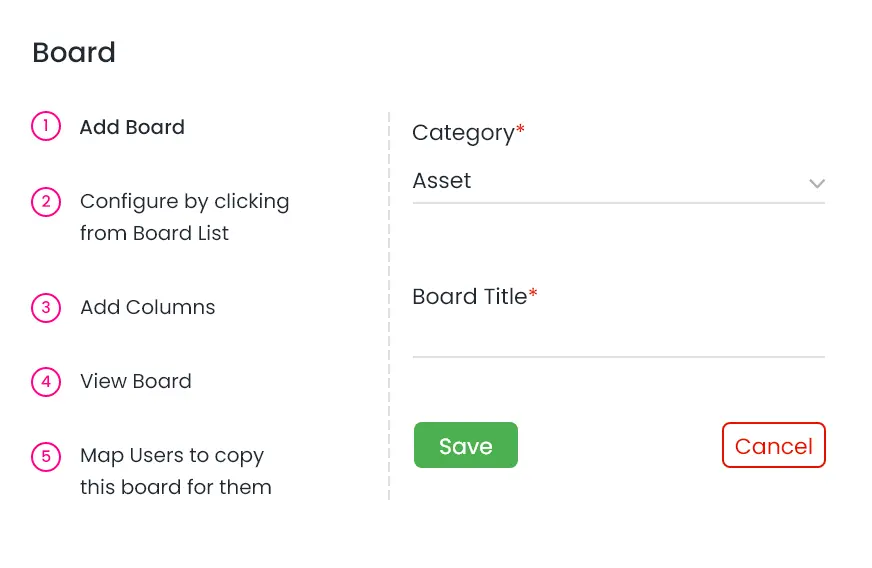 Board
1 Add Board
2 Configure by clicking
from Board List
3 Add Columns
4 View Board
5 Map Users to copy
this board for them
Category*
Asset
Board Title*
Save
Cancel